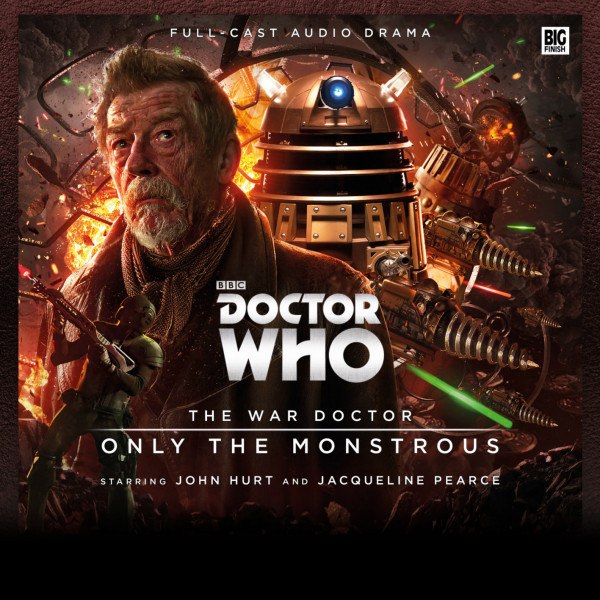 FULL-CAST AUDIO DRAMA
BIG
FINISH
BBC
DOCTOR
WHO
THE WAR DOCTOR
ONLY THE MONSTROUS
STARRING JOHN HURT AND JACQUELINE PEARCE